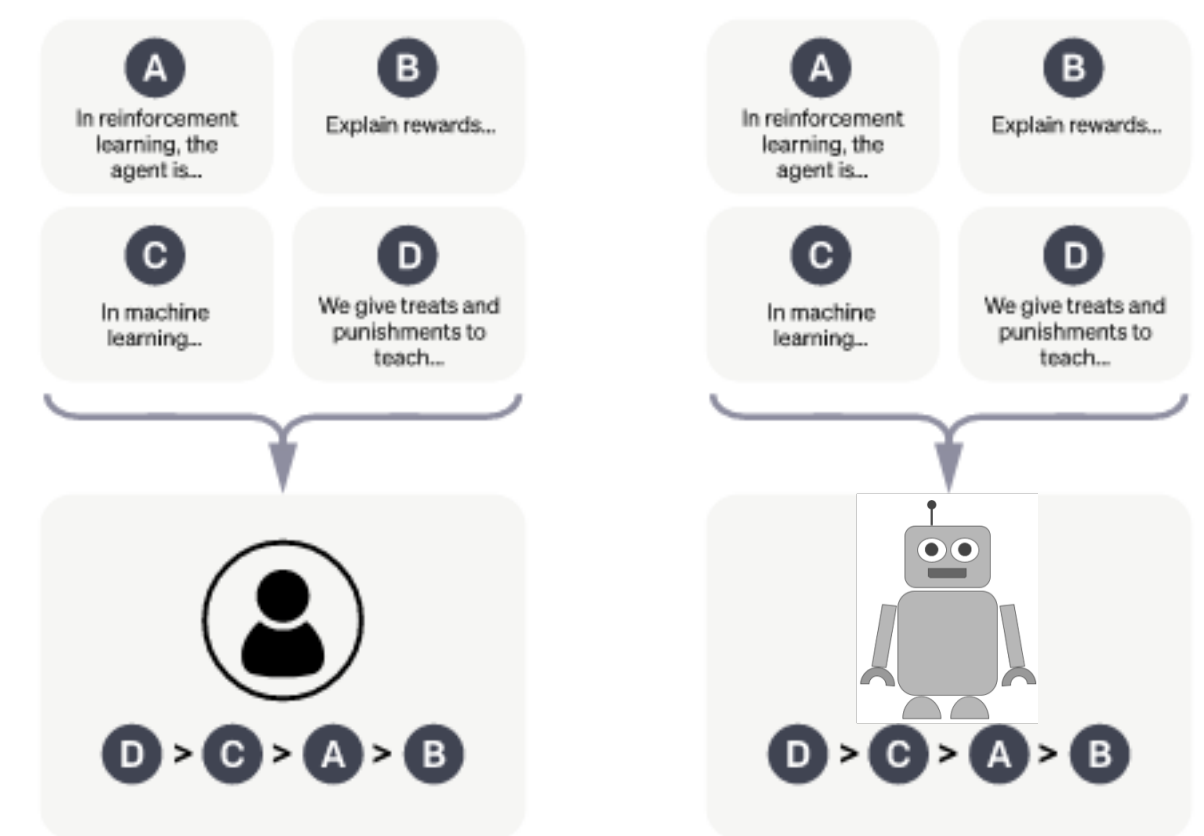 A
In reinforcement
learning, the
agent is...
B
Explain rewards...
C
In machine
learning...
D
We give treats and
punishments to
teach...
D > C > A > B
A
In reinforcement
learning, the
agent is...
B
Explain rewards...
C
In machine
learning...
D
We give treats and
punishments to
teach...
D > C > A > B